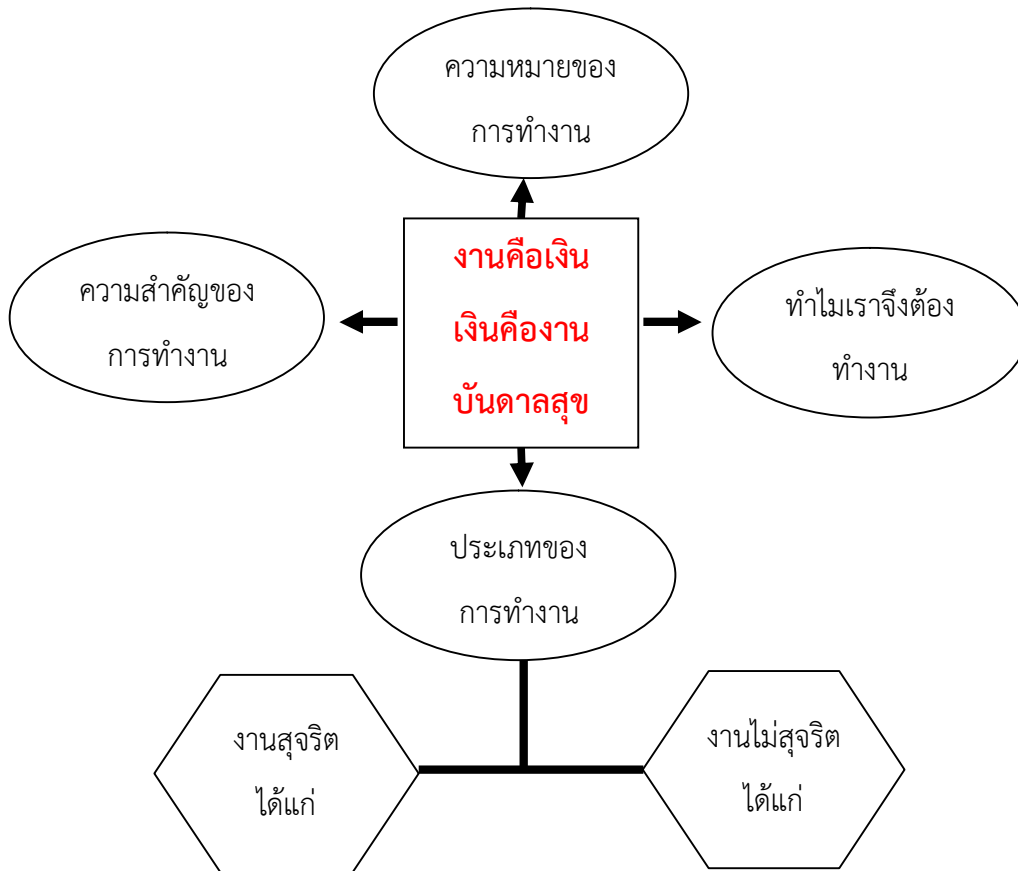 ความหมายของ
การทำงาน
งานคือเงิน
เงินคืองาน
บันดาลสุข
ความสำคัญของ
การทำงาน
ทำไมเราจึงต้อง
ทำงาน
ประเภทของ
การทำงาน
งานสุจริต
ได้แก่
งานไม่สุจริต
ได้แก่